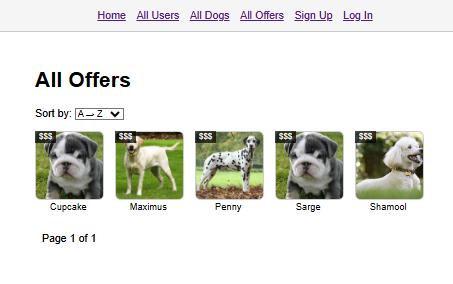 Home All Users All Dogs All Offers Sign Up Log In
All Offers
Sort by: A → Z
$$$ $$$ $$$ $$$ $$$
Cupcake Maximus Penny Sarge Shamool
Page 1 of 1